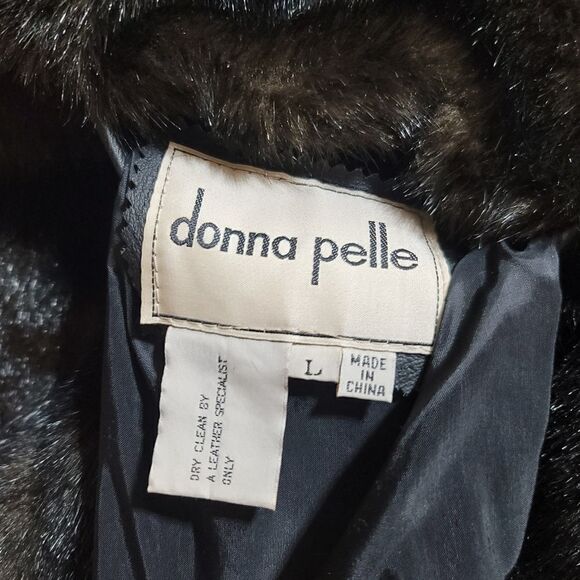 donna pelle
L
MADE
IN
CHINA
DRY CLEAN BY
A LEATHER SPECIALIST
ONLY